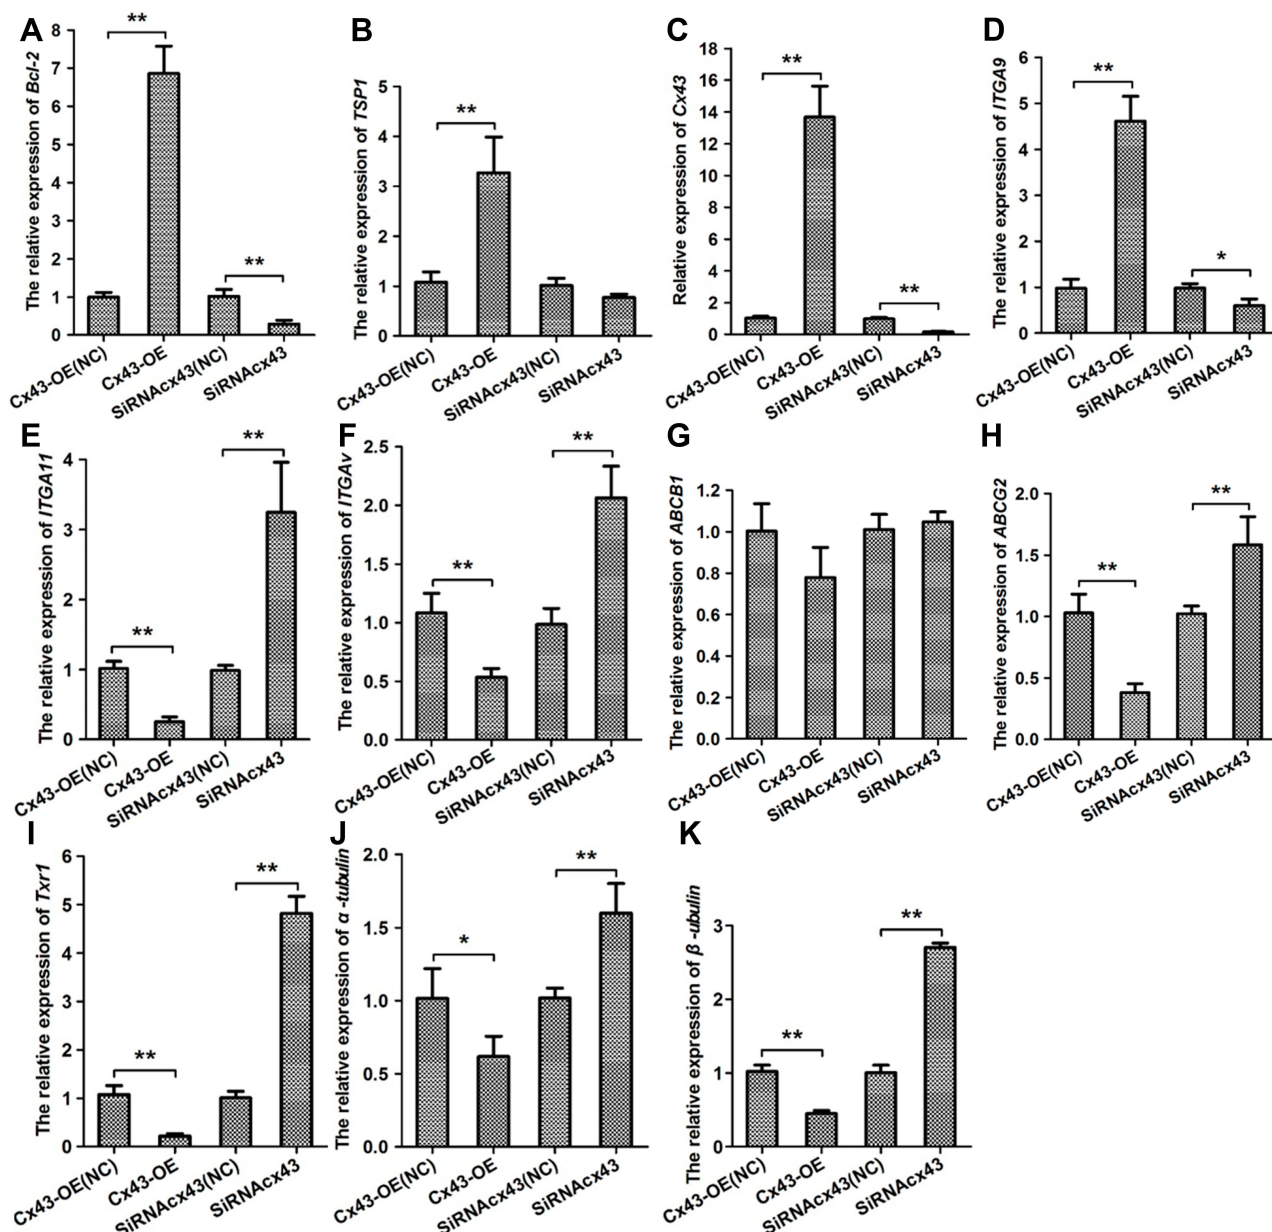 A
The relative expression of Bcl-2
8
7
6
5
4
3
2
1
0
**
**
Cx43-OE(NC)
Cx43-OE
SiRNAcx43(NC)
SiRNAcx43
B
The relative expression of TSP1
5
4
3
2
1
0
**
Cx43-OE(NC)
Cx43-OE
SiRNAcx43(NC)
SiRNAcx43
C
Relative expression of Cx43
18
16
14
12
10
8
6
4
2
0
**
**
Cx43-OE(NC)
Cx43-OE
SiRNAcx43(NC)
SiRNAcx43
D
The relative expression of ITGA9
6
5
4
3
2
1
0
**
*
Cx43-OE(NC)
Cx43-OE
SiRNAcx43(NC)
SiRNAcx43
E
The relative expression of ITGA11
4
3
2
1
0
**
**
Cx43-OE(NC)
Cx43-OE
SiRNAcx43(NC)
SiRNAcx43
F
The relative expression of ITGAv
2.5
2.0
1.5
1.0
0.5
0.0
**
**
Cx43-OE(NC)
Cx43-OE
SiRNAcx43(NC)
SiRNAcx43
G
The relative expression of ABCB1
1.2
1.0
0.8
0.6
0.4
0.2
0.0
Cx43-OE(NC)
Cx43-OE
SiRNAcx43(NC)
SiRNAcx43
H
The relative expression of ABCG2
2.0
1.5
1.0
0.5
0.0
**
**
Cx43-OE(NC)
Cx43-OE
SiRNAcx43(NC)
SiRNAcx43
I
The relative expression of Txr1
6
5
4
3
2
1
0
**
**
Cx43-OE(NC)
Cx43-OE
SiRNAcx43(NC)
SiRNAcx43
J
The relative expression of α -tubulin
2.0
1.5
1.0
0.5
0.0
*
**
Cx43-OE(NC)
Cx43-OE
SiRNAcx43(NC)
SiRNAcx43
K
The relative expression of β -ubulin
3
2
1
0
**
**
Cx43-OE(NC)
Cx43-OE
SiRNAcx43(NC)
SiRNAcx43